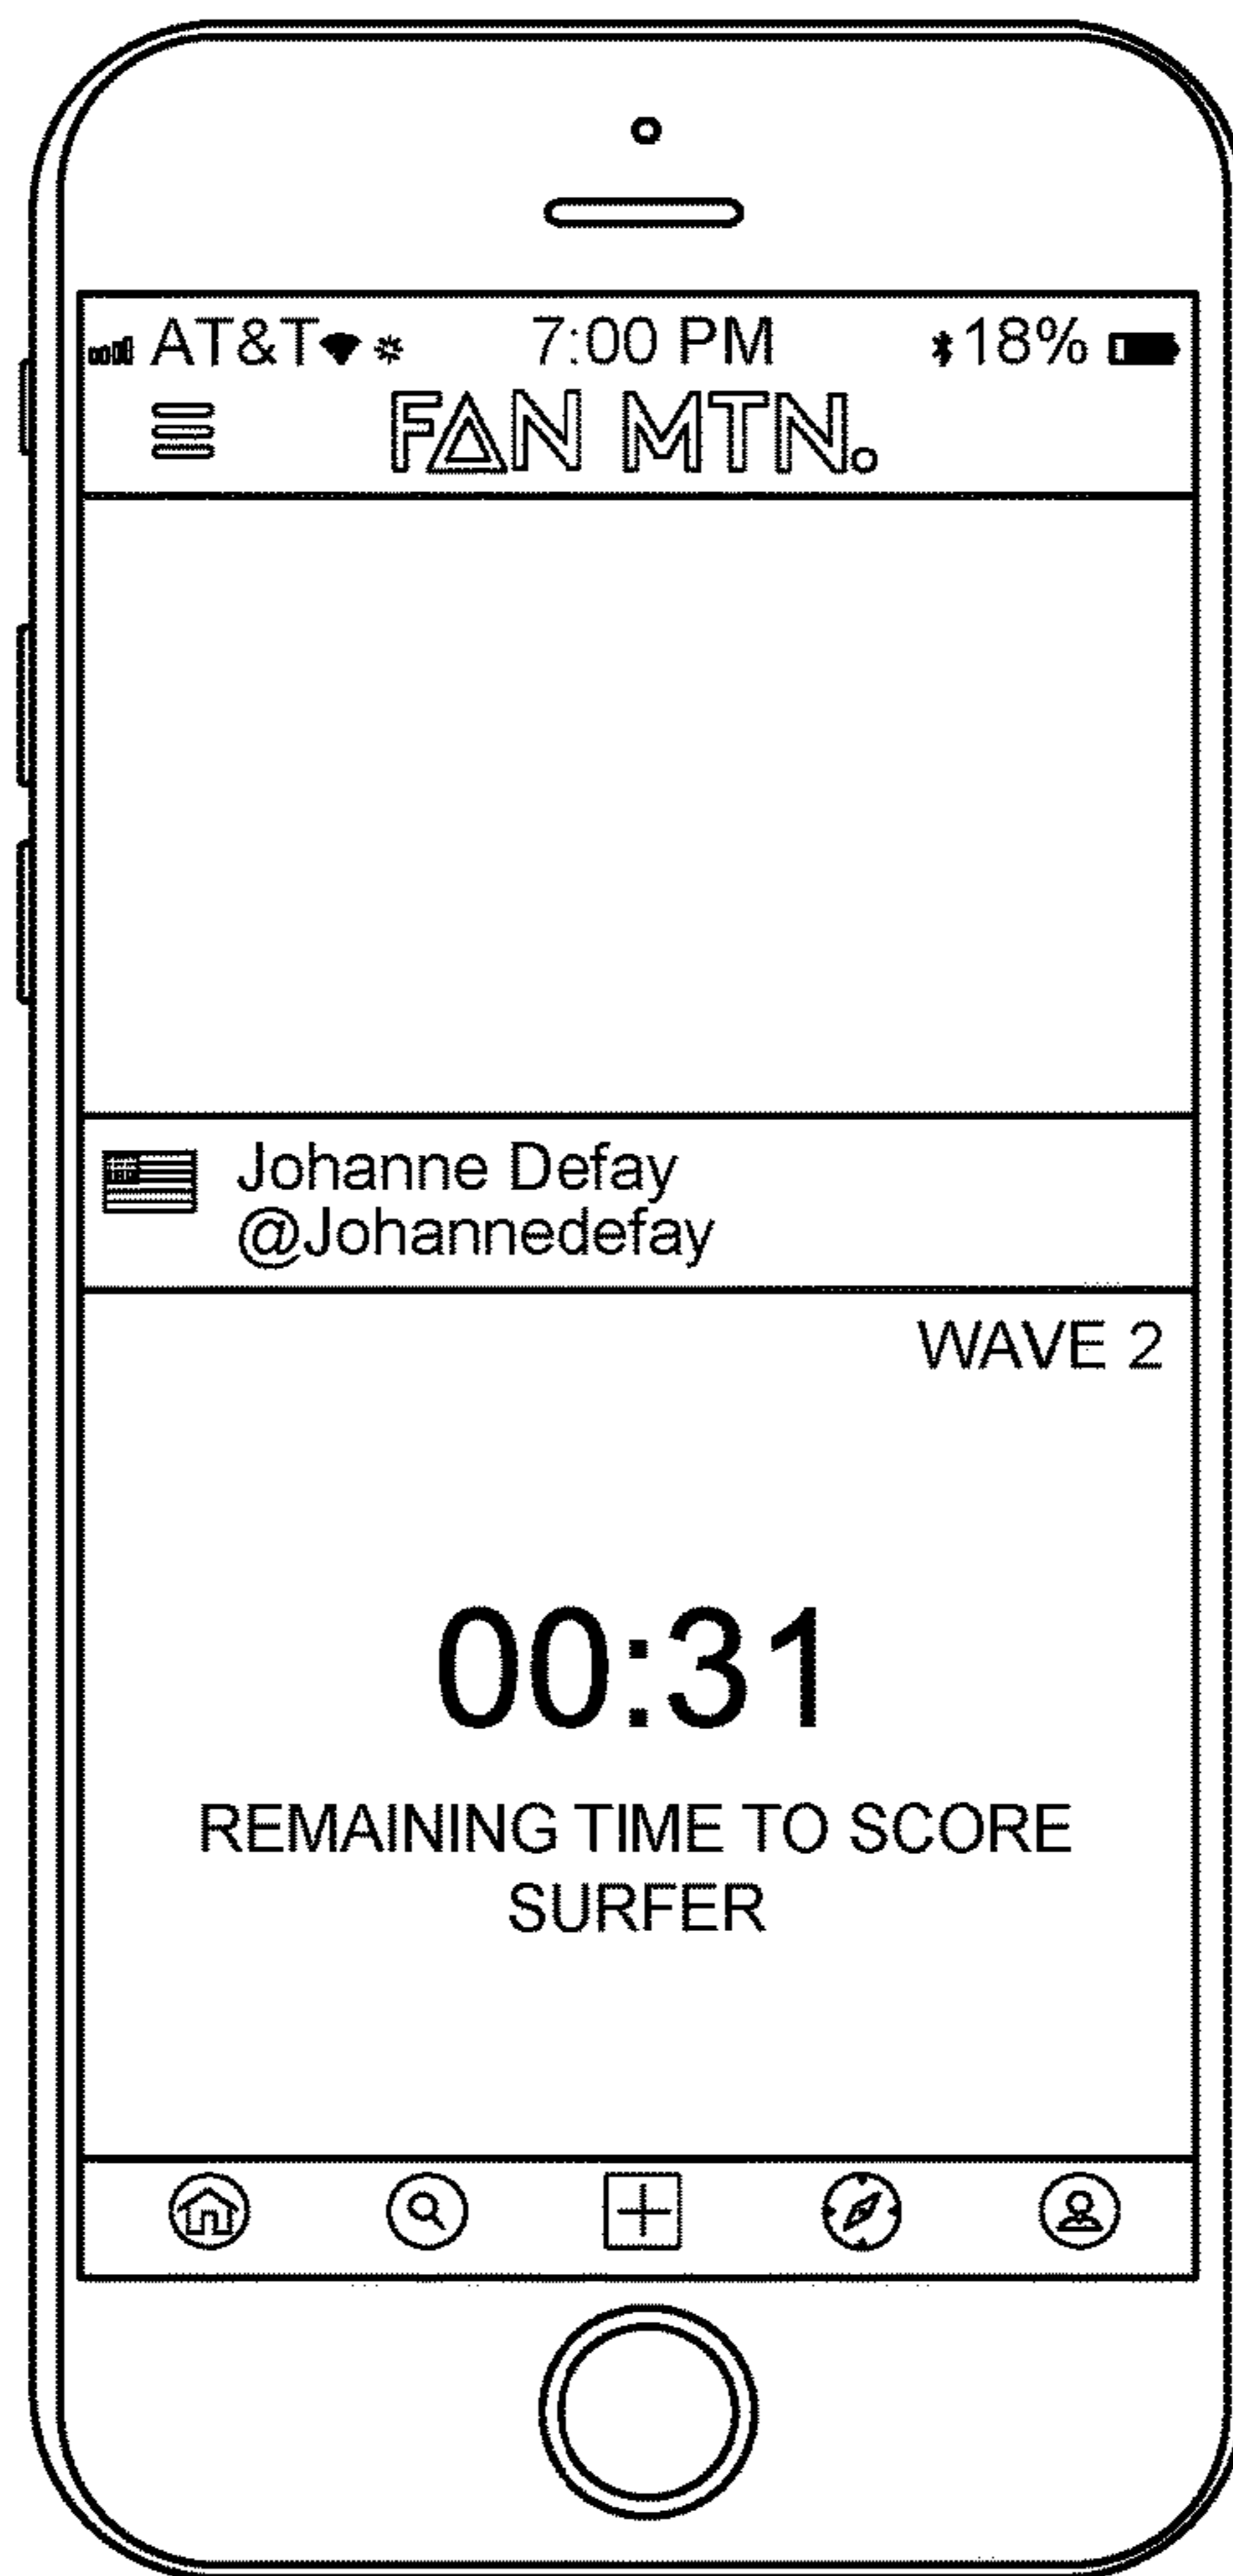 AT&T 7:00 PM 18%
FAN MTN.
Johanne Defay
@Johannedefay
WAVE 2
00:31
REMAINING TIME TO SCORE
SURFER